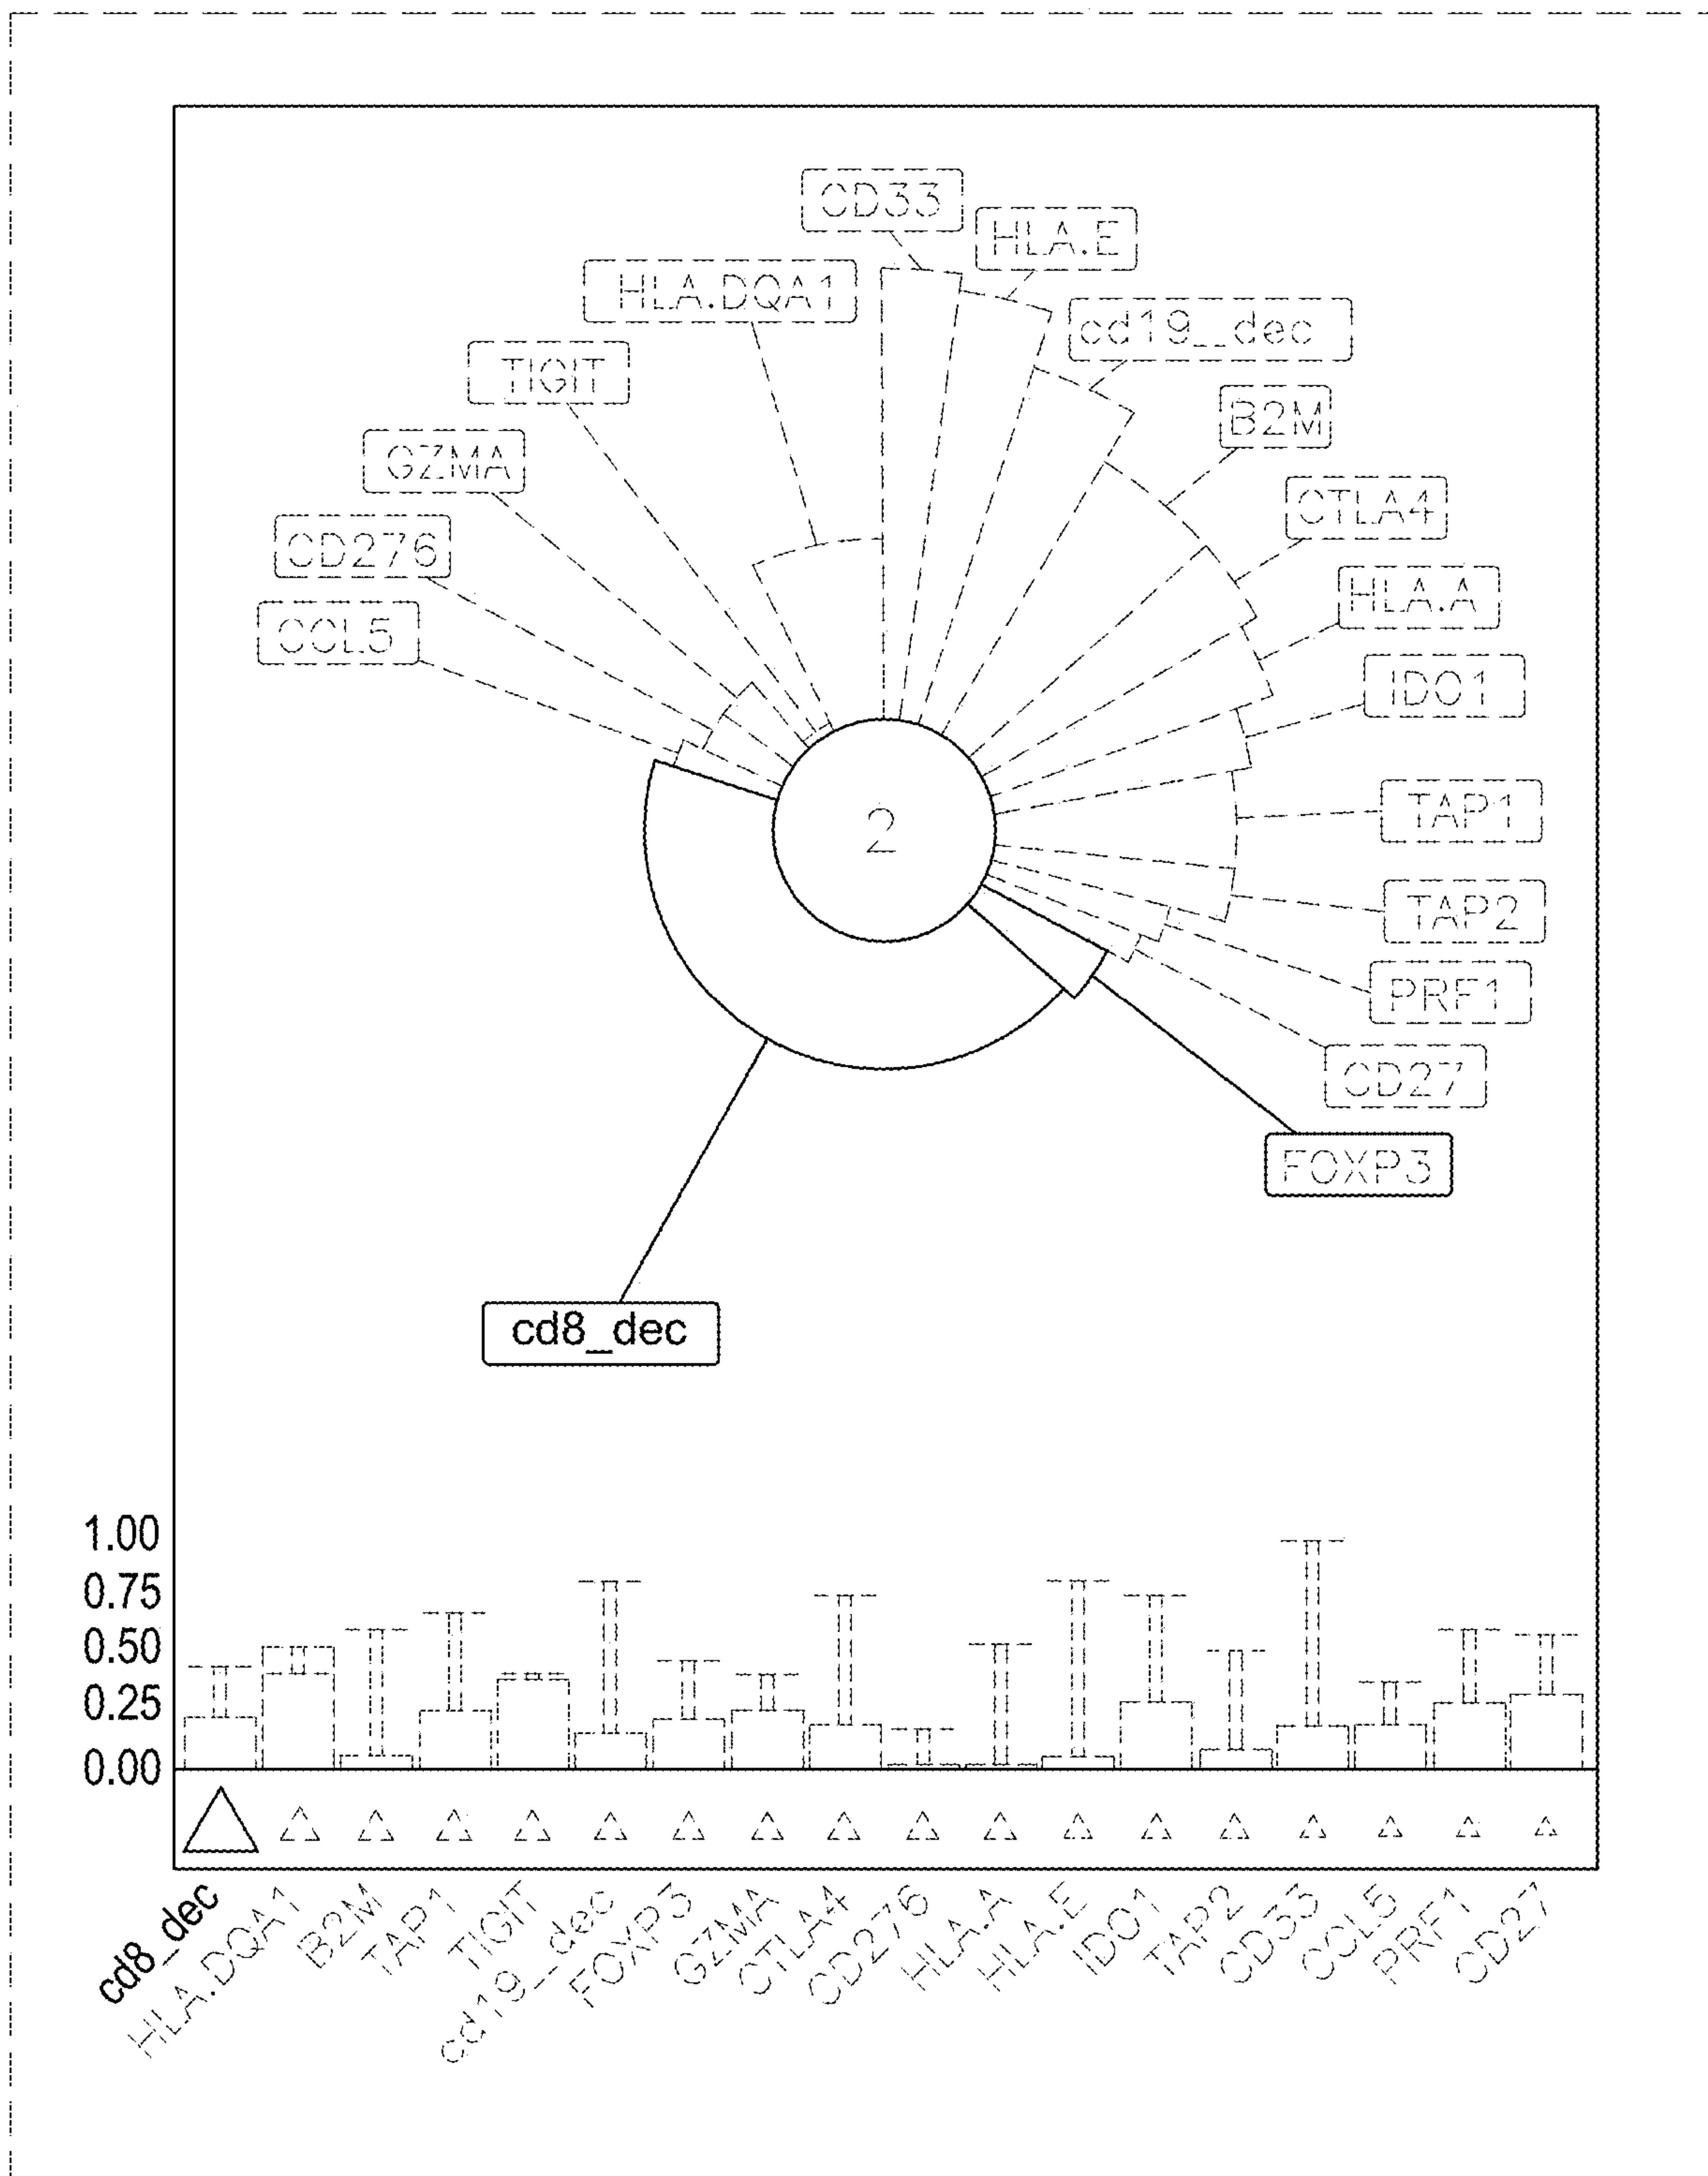 CD33
HLA.E
HLA.DQA1
cd19_dec
TIGIT
B2M
GZMA
CTLA4
CD276
HLA.A
CCL5
IDO1
2
TAP1
TAP2
PRF1
CD27
FOXP3
cd8_dec
1.00
0.75
0.50
0.25
0.00
cd8_dec
HLA.DQA1
B2M
TAP1
TIGIT
cd19_dec
FOXP3
GZMA
CTLA4
CD276
HLA.A
HLA.E
IDO1
TAP2
CD33
CCL5
PRF1
CD27